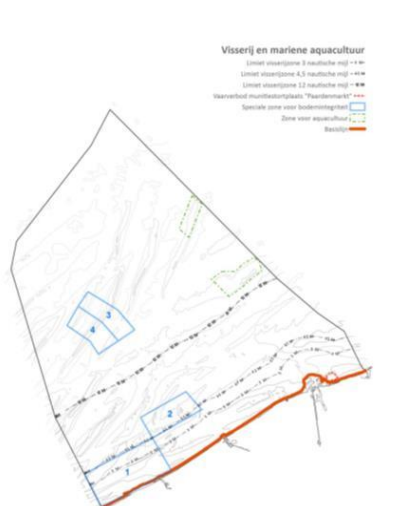 Visserij en mariene aquacultuur
Limiet visserijzone 3 nautische mijl
Limiet visserijzone 4,5 nautische mijl
Limiet visserijzone 12 nautische mijl
Vaarverbod munitiestortplaats "Paardenmarkt"
Speciale zone voor bodemintegriteit
Zone voor aquacultuur
Basislijn
3
4
2
1